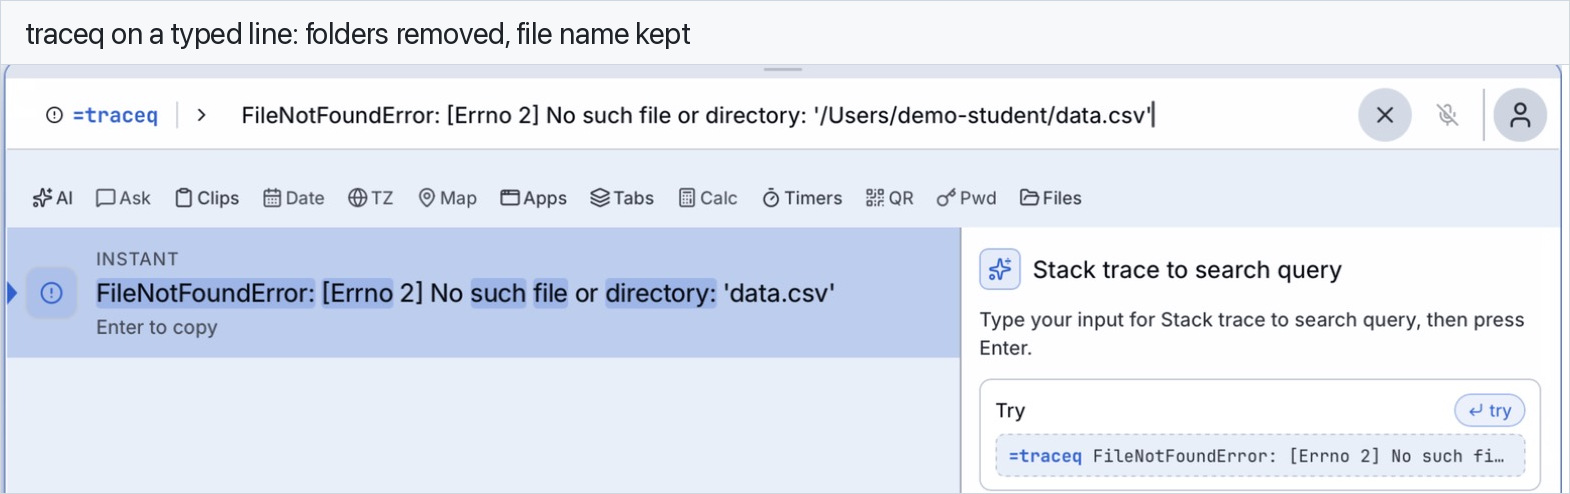 traceq on a typed line: folders removed, file name kept
=traceq FileNotFoundError: [Errno 2] No such file or directory: '/Users/demo-student/data.csv'
AI Ask Clips Date TZ Map Apps Tabs Calc Timers QR Pwd Files
INSTANT
FileNotFoundError: [Errno 2] No such file or directory: 'data.csv'
Enter to copy
Stack trace to search query
Type your input for Stack trace to search query, then press
Enter.
Try
try
=traceq FileNotFoundError: [Errno 2] No such fi…